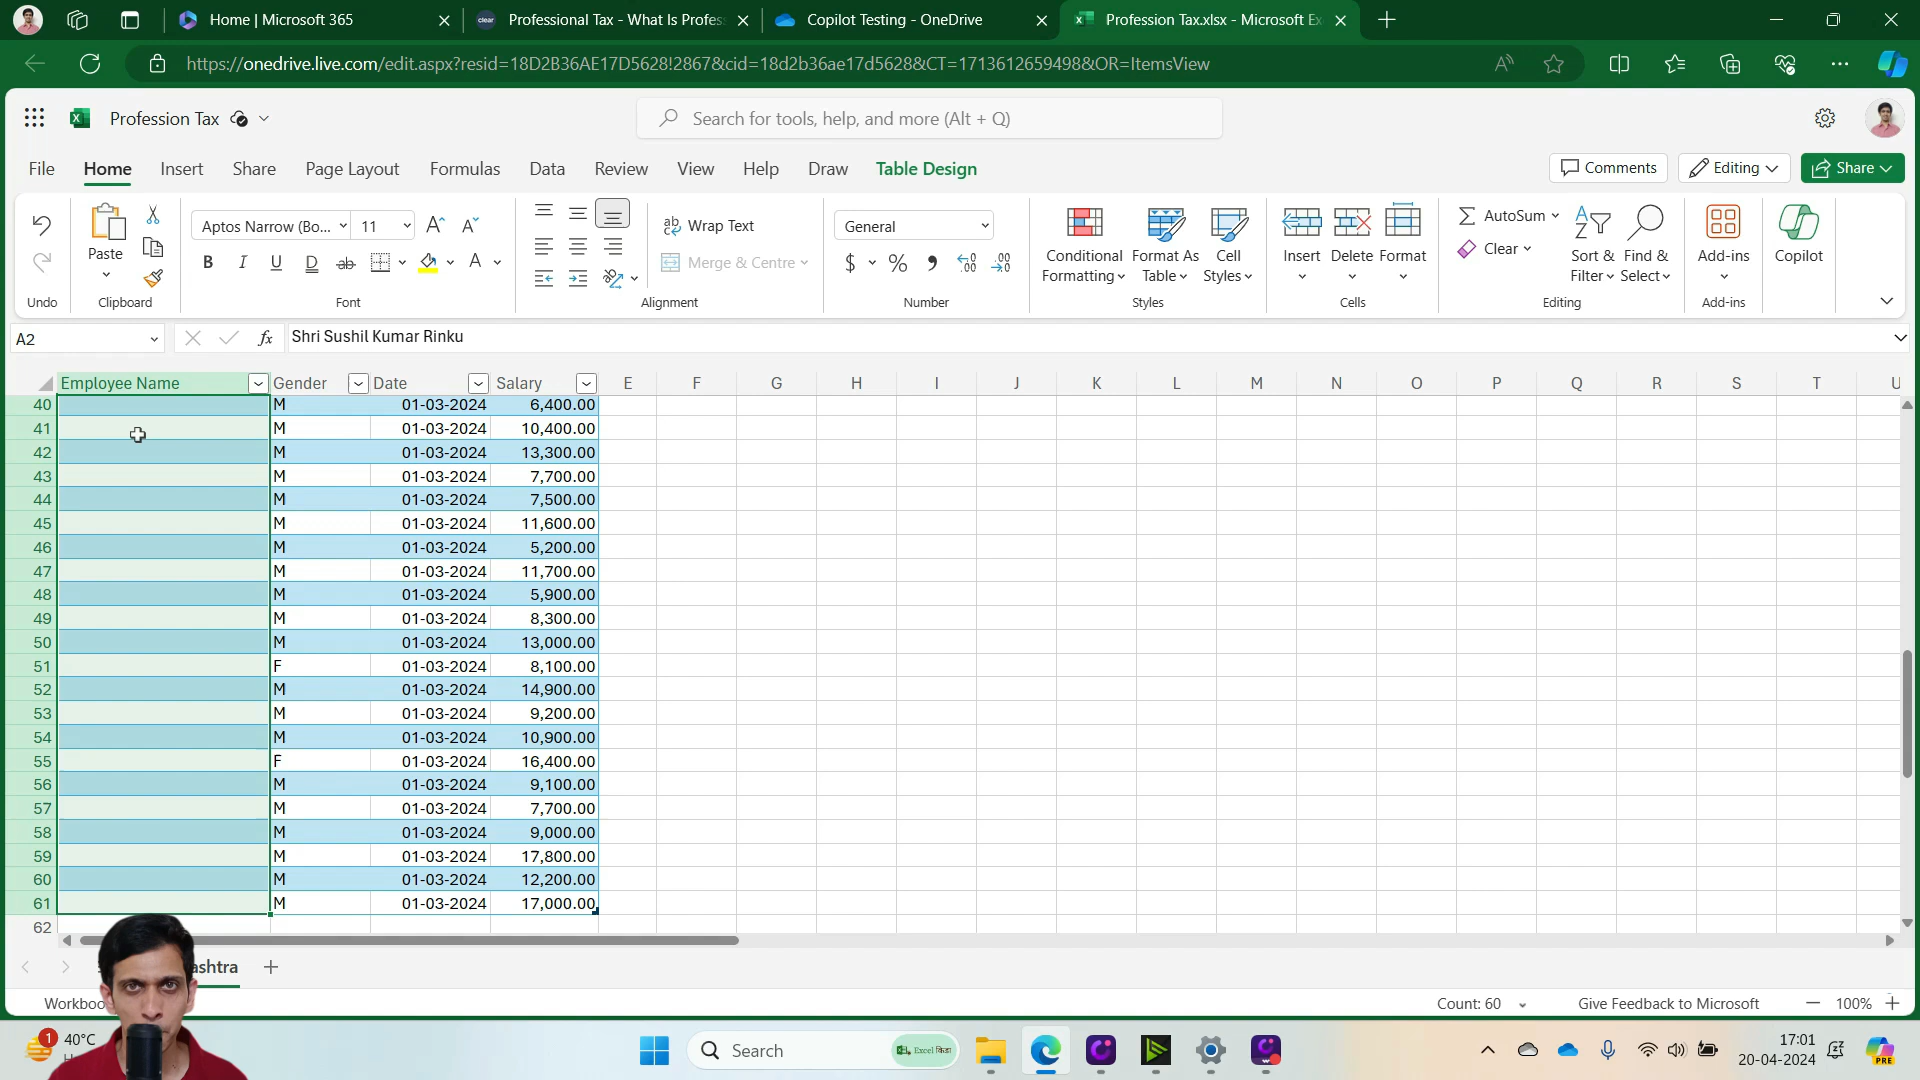 Home | Microsoft 365
Professional Tax - What Is Profes
Copilot Testing - OneDrive
Profession Tax.xlsx - Microsoft Ex
https://onedrive.live.com/edit.aspx?resid=18D2B36AE17D5628!2867&cid=18d2b36ae17d5628&CT=1713612659498&OR=ItemsView
Profession Tax
Search for tools, help, and more (Alt + Q)
File Home Insert Share Page Layout Formulas Data Review View Help Draw Table Design
Comments Editing Share
Aptos Narrow (Bo... 11
Wrap Text
General
AutoSum
Paste
Merge & Centre
Clear
Conditional Formatting
Format As Table
Cell Styles
Insert Delete Format
Sort & Filter
Find & Select
Add-ins
Copilot
Undo Clipboard Font Alignment Number Styles Cells Editing Add-ins
A2
Shri Sushil Kumar Rinku
Employee Name Gender Date Salary E F G H I J K L M N O P Q R S T U
40 M 01-03-2024 6,400.00
41 M 01-03-2024 10,400.00
42 M 01-03-2024 13,300.00
43 M 01-03-2024 7,700.00
44 M 01-03-2024 7,500.00
45 M 01-03-2024 11,600.00
46 M 01-03-2024 5,200.00
47 M 01-03-2024 11,700.00
48 M 01-03-2024 5,900.00
49 M 01-03-2024 8,300.00
50 M 01-03-2024 13,000.00
51 F 01-03-2024 8,100.00
52 M 01-03-2024 14,900.00
53 M 01-03-2024 9,200.00
54 M 01-03-2024 10,900.00
55 F 01-03-2024 16,400.00
56 M 01-03-2024 9,100.00
57 M 01-03-2024 7,700.00
58 M 01-03-2024 9,000.00
59 M 01-03-2024 17,800.00
60 M 01-03-2024 12,200.00
61 M 01-03-2024 17,000.00
62
ashtra
Workboo
Count: 60
Give Feedback to Microsoft
100%
1
40°C
Search
Excel
17:01
20-04-2024
PRE